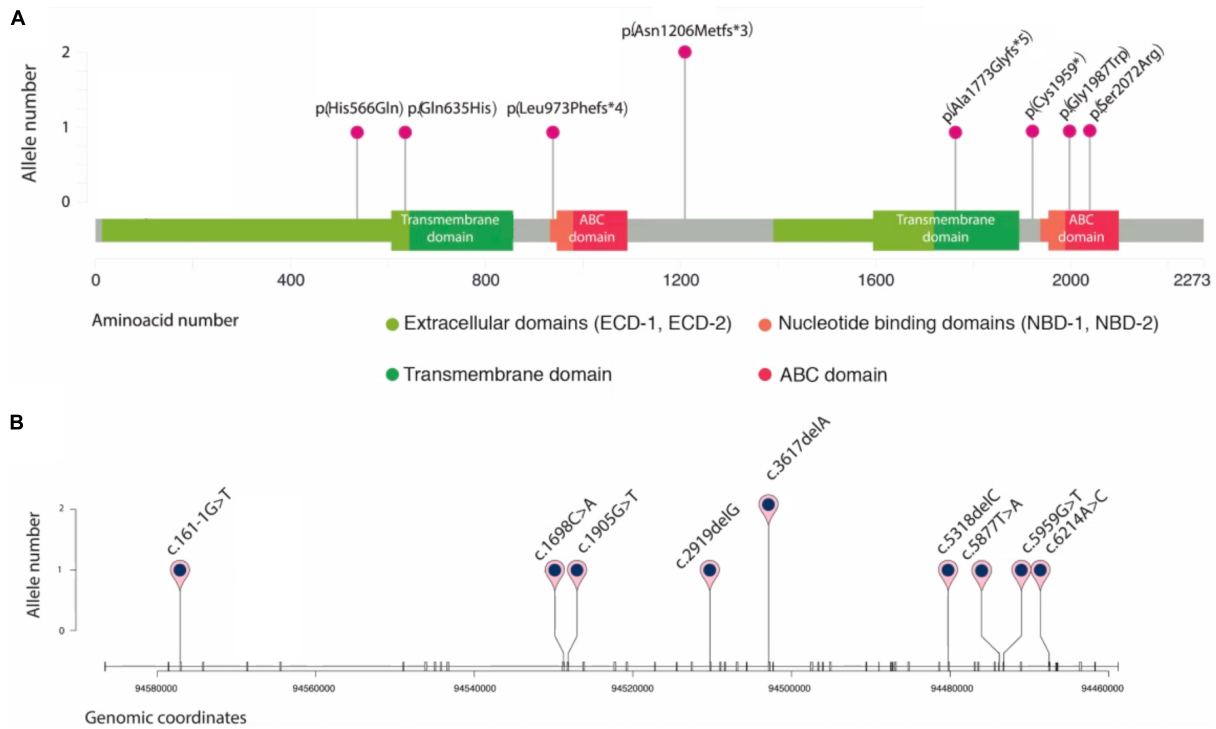 A
p.(Asn1206Metfs*3)
p.(His566Gln) p.(Gln635His) p.(Leu973Phefs*4)
p.(Ala1773Glyfs*5)
p.(Cys1959*)
p.(Gly1987Trp)
p.(Ser2072Arg)
Allele number
2
1
0
Transmembrane
domain
ABC
domain
Transmembrane
domain
ABC
domain
0 400 800 1200 1600 2000 2273
Aminoacid number
Extracellular domains (ECD-1, ECD-2)
Nucleotide binding domains (NBD-1, NBD-2)
Transmembrane domain
ABC domain
B
Allele number
2
1
0
c.161-1G>T
c.1698C>A
c.1905G>T
c.2919delG
c.3617delA
c.5318delC
c.5877T>A
c.5959G>T
c.6214A>C
94580000 94560000 94540000 94520000 94500000 94480000 94460000
Genomic coordinates